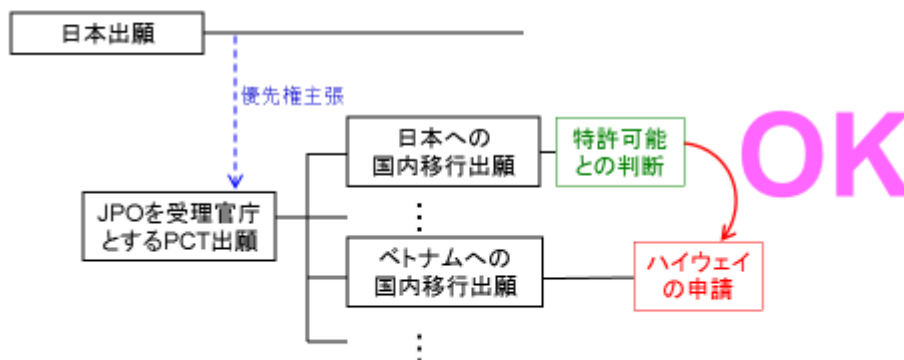 日本出願
優先権主張
日本への
国内移行出願
特許可能
との判断
OK
JPOを受理官庁
とするPCT出願
ベトナムへの
国内移行出願
ハイウェイ
の申請